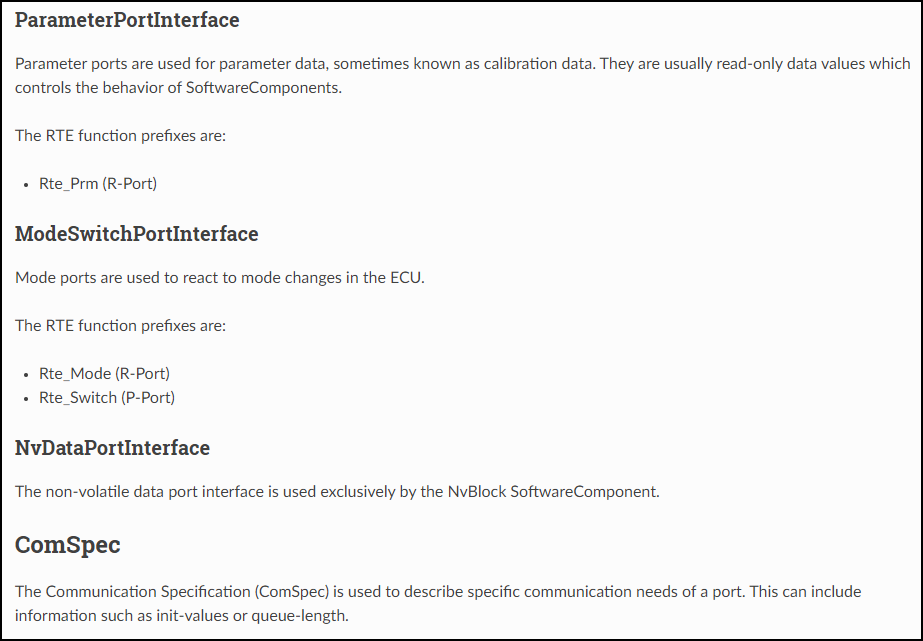 ParameterPortInterface
Parameter ports are used for parameter data, sometimes known as calibration data. They are usually read-only data values which
controls the behavior of SoftwareComponents.
The RTE function prefixes are:
• Rte_Prm (R-Port)
ModeSwitchPortInterface
Mode ports are used to react to mode changes in the ECU.
The RTE function prefixes are:
• Rte_Mode (R-Port)
• Rte_Switch (P-Port)
NvDataPortInterface
The non-volatile data port interface is used exclusively by the NvBlock SoftwareComponent.
ComSpec
The Communication Specification (ComSpec) is used to describe specific communication needs of a port. This can include
information such as init-values or queue-length.